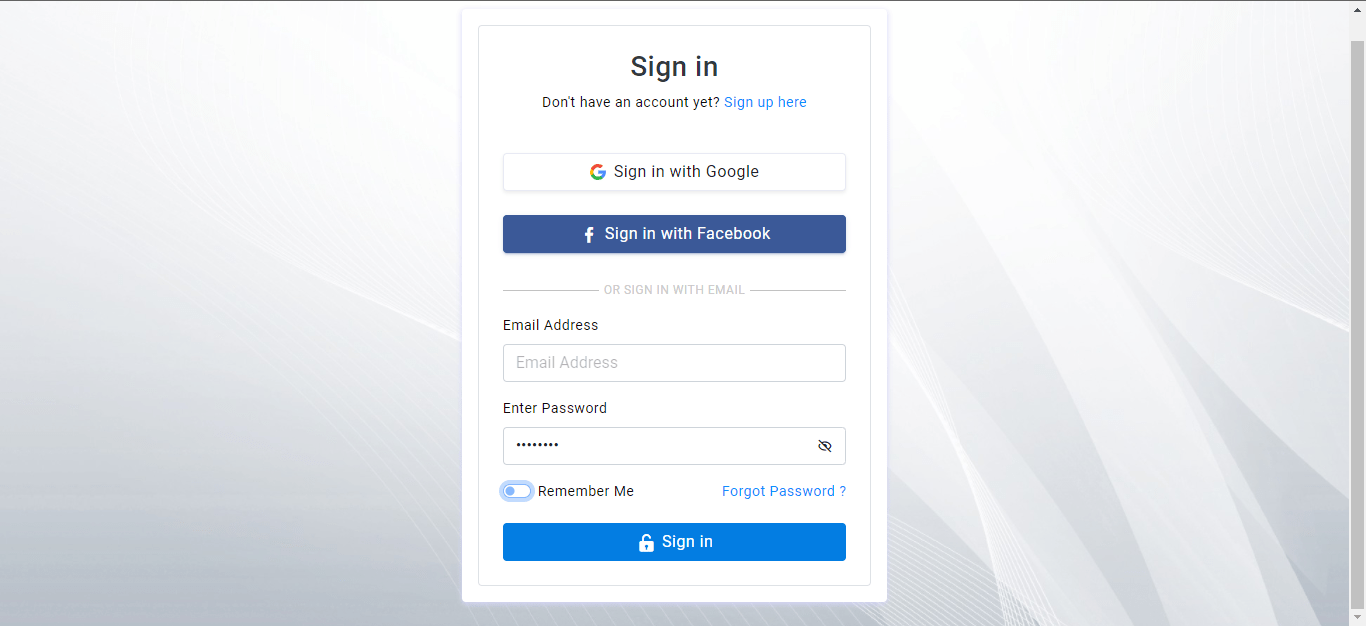 Sign in
Don't have an account yet? Sign up here
Sign in with Google
Sign in with Facebook
OR SIGN IN WITH EMAIL
Email Address
Email Address
Enter Password
••••••••
Remember Me Forgot Password ?
Sign in